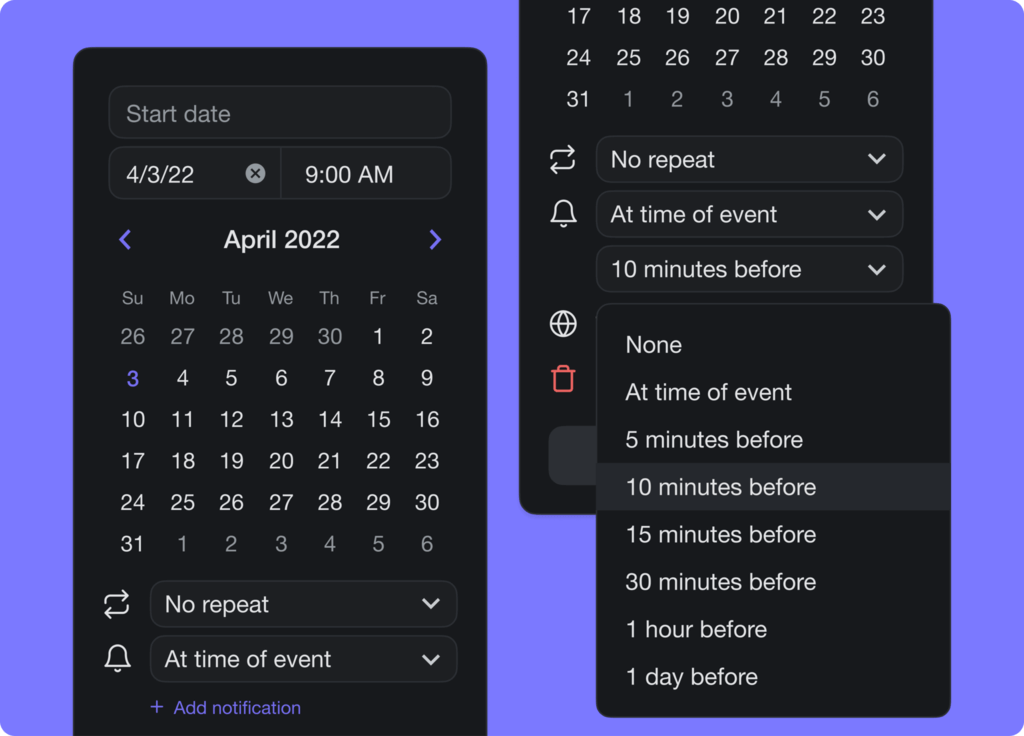 Start date
4/3/22 9:00 AM
April 2022
Su Mo Tu We Th Fr Sa
26 27 28 29 30 1 2
3 4 5 6 7 8 9
10 11 12 13 14 15 16
17 18 19 20 21 22 23
24 25 26 27 28 29 30
31 1 2 3 4 5 6
No repeat
At time of event
+ Add notification
17 18 19 20 21 22 23
24 25 26 27 28 29 30
31 1 2 3 4 5 6
No repeat
At time of event
10 minutes before
None
At time of event
5 minutes before
10 minutes before
15 minutes before
30 minutes before
1 hour before
1 day before